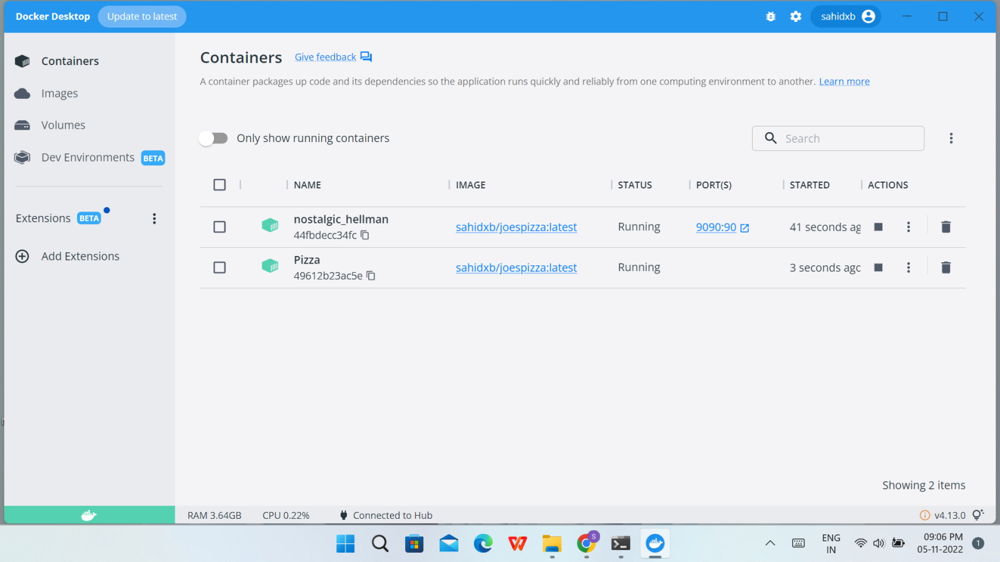 Docker Desktop Update to latest sahidxb
Containers
Images
Volumes
Dev Environments BETA
Extensions BETA
Add Extensions
Containers Give feedback
A container packages up code and its dependencies so the application runs quickly and reliably from one computing environment to another. Learn more
Only show running containers Search
NAME IMAGE STATUS PORT(S) STARTED ACTIONS
nostalgic_hellman
44fbdecc34fc sahidxb/joespizza:latest Running 9090:90 41 seconds ag
Pizza
49612b23ac5e sahidxb/joespizza:latest Running 3 seconds agc
Showing 2 items
RAM 3.64GB CPU 0.22% Connected to Hub v4.13.0
S
ENG
IN
09:06 PM
05-11-2022
1